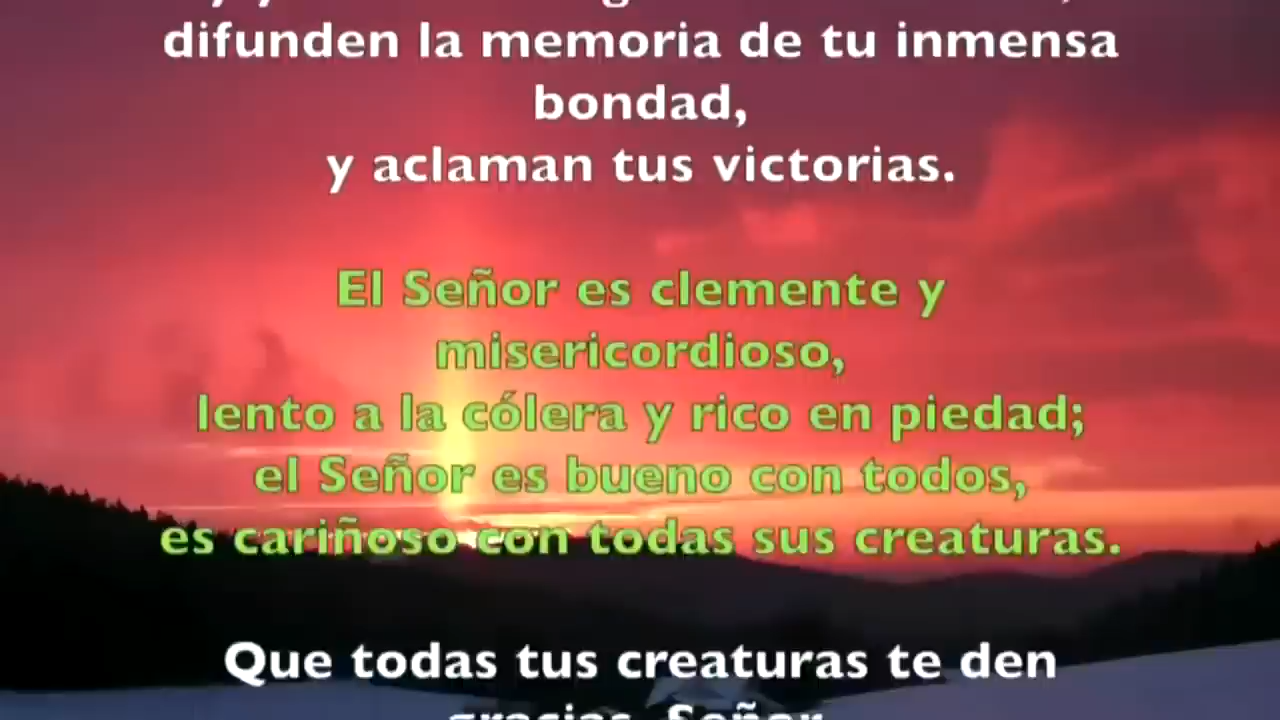 difunden la memoria de tu inmensa
bondad,
y aclaman tus victorias.
El Señor es clemente y
misericordioso,
lento a la cólera y rico en piedad;
el Señor es bueno con todos,
es cariñoso con todas sus creaturas.
Que todas tus creaturas te den
gracias, Señor